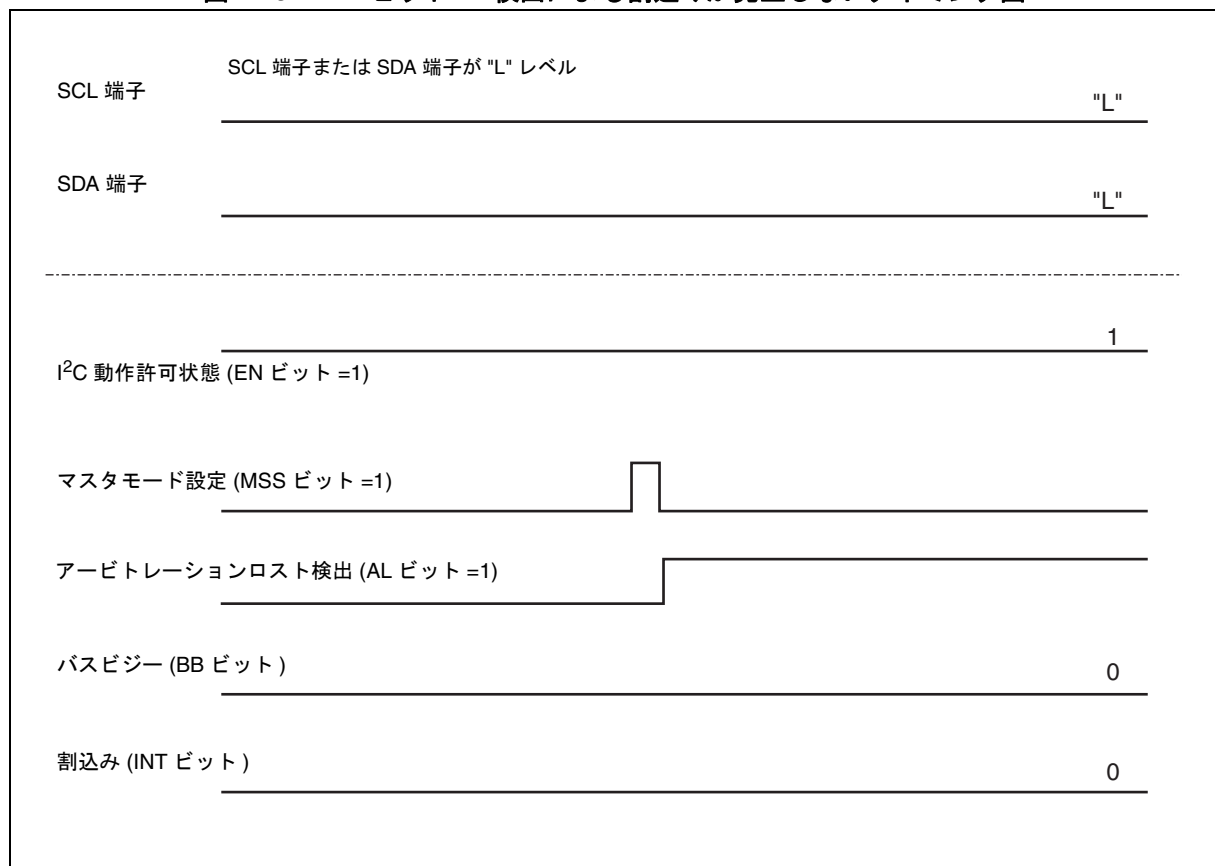 SCL 端子または SDA 端子が "L" レベル
SCL 端子
"L"
SDA 端子
"L"
1
I2C 動作許可状態 (EN ビット =1)
マスタモード設定 (MSS ビット =1)
アービトレーションロスト検出 (AL ビット =1)
バスビジー (BB ビット )
0
割込み (INT ビット )
0